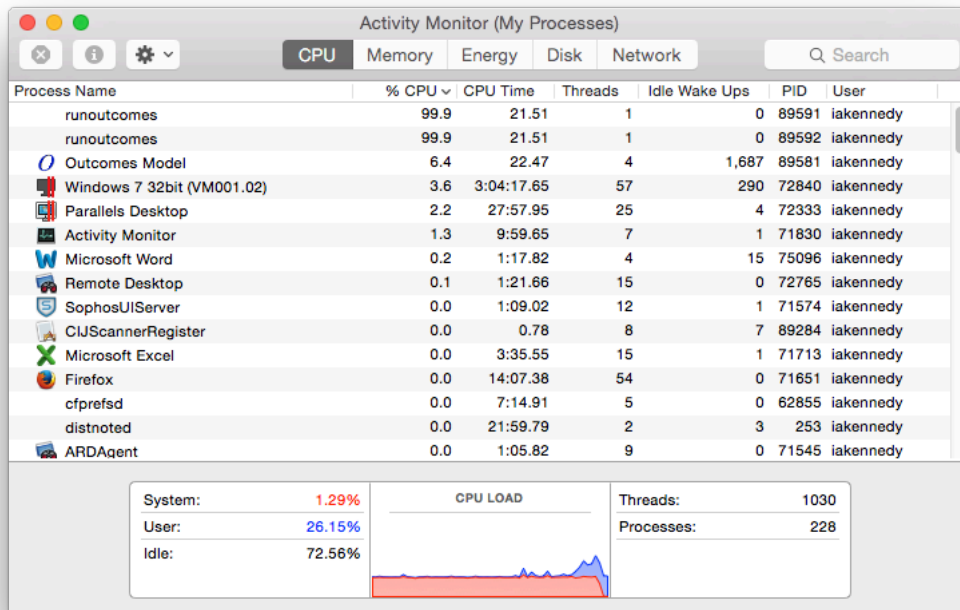 Activity Monitor (My Processes)
CPU Memory Energy Disk Network Search
Process Name % CPU CPU Time Threads Idle Wake Ups PID User
runoutcomes 99.9 21.51 1 0 89591 iakennedy
runoutcomes 99.9 21.51 1 0 89592 iakennedy
Outcomes Model 6.4 22.47 4 1,687 89581 iakennedy
Windows 7 32bit (VM001.02) 3.6 3:04:17.65 57 290 72840 iakennedy
Parallels Desktop 2.2 27:57.95 25 4 72333 iakennedy
Activity Monitor 1.3 9:59.65 7 1 71830 iakennedy
Microsoft Word 0.2 1:17.82 4 15 75096 iakennedy
Remote Desktop 0.1 1:21.66 15 0 72765 iakennedy
SophosUIServer 0.0 1:09.02 12 1 71574 iakennedy
CIJScannerRegister 0.0 0.78 8 7 89284 iakennedy
Microsoft Excel 0.0 3:35.55 15 1 71713 iakennedy
Firefox 0.0 14:07.38 54 0 71651 iakennedy
cfprefsd 0.0 7:14.91 5 0 62855 iakennedy
distnoted 0.0 21:59.79 2 3 253 iakennedy
ARDAgent 0.0 1:05.82 9 0 71545 iakennedy
System: 1.29% CPU LOAD Threads: 1030
User: 26.15% Processes: 228
Idle: 72.56%